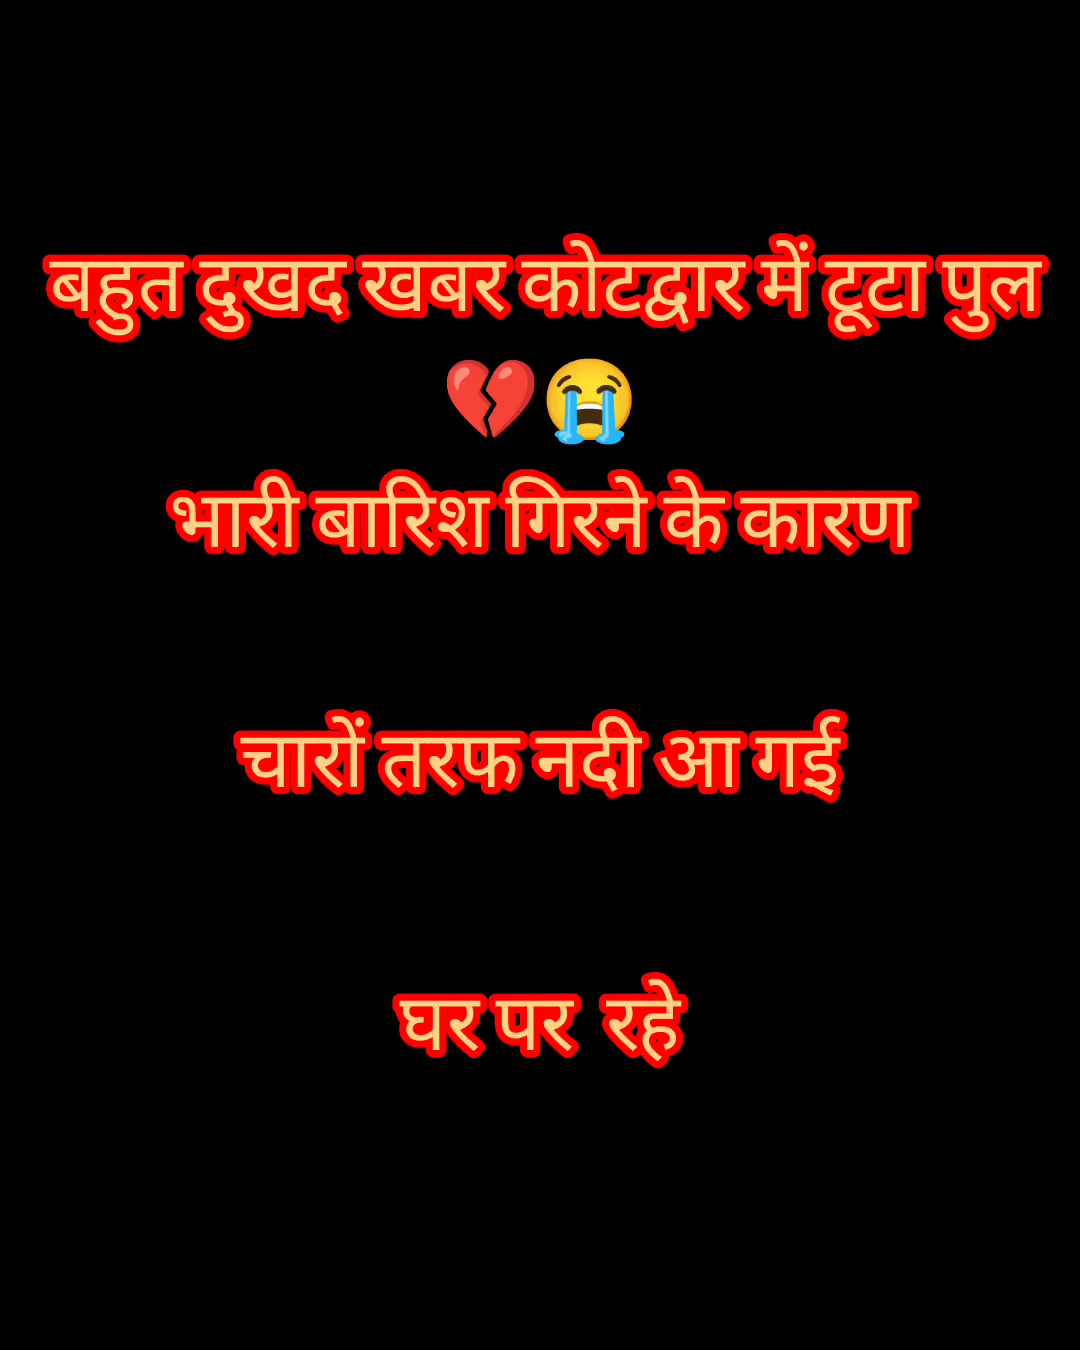 बहुत दुखद खबर कोटद्वार में टूटा पुल
💔😭
भारी बारिश गिरने के कारण
चारों तरफ नदी आ गई
घर पर रहे